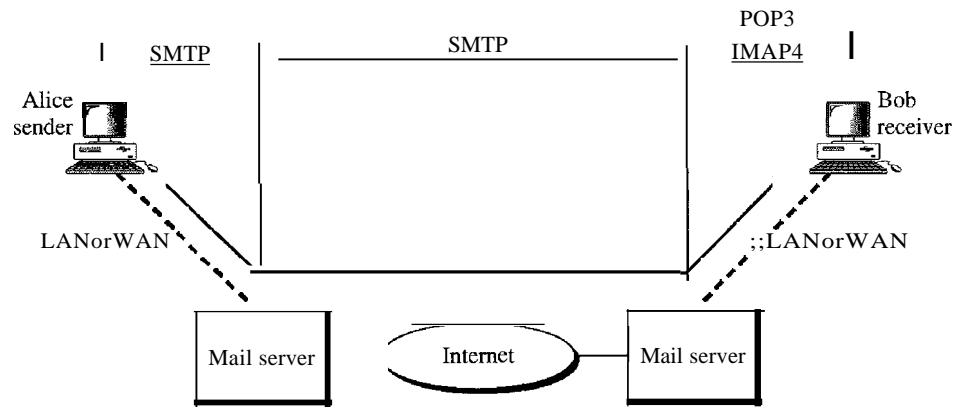 POP3
SMTP
SMTP
IMAP4
Alice
sender
Bob
receiver
LANorWAN
;;LANorWAN
Mail server
Internet
Mail server